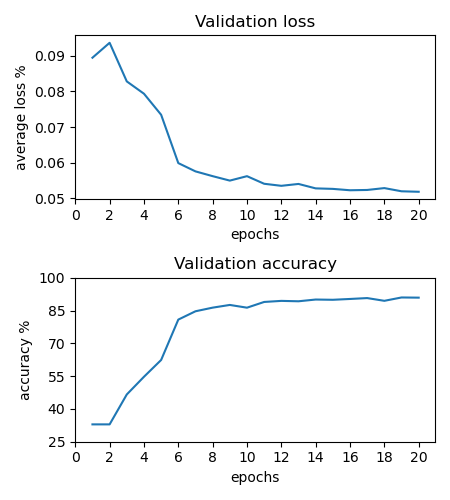 Validation loss
average loss %
0.09
0.08
0.07
0.06
0.05
0 2 4 6 8 10 12 14 16 18 20
epochs
Validation accuracy
accuracy %
100
85
70
55
40
25
0 2 4 6 8 10 12 14 16 18 20
epochs